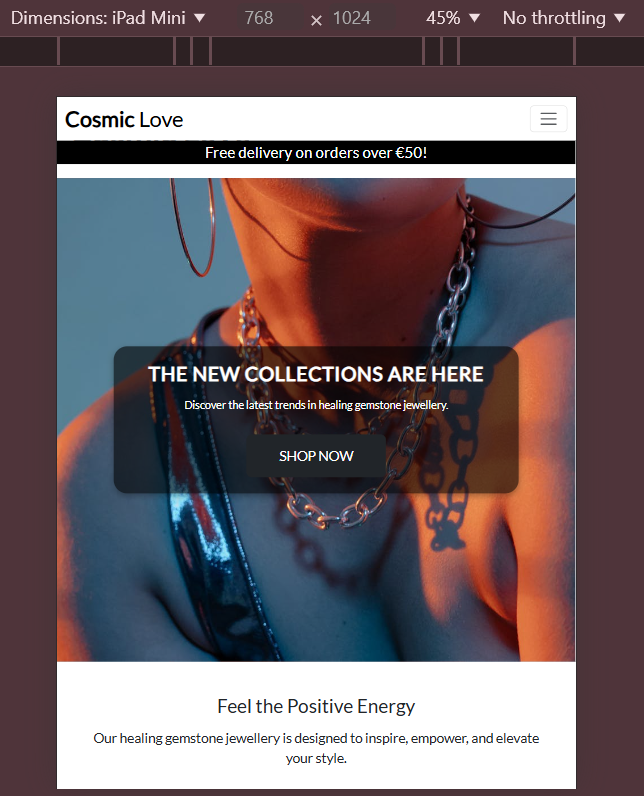 Dimensions: iPad Mini ▼ 768 × 1024 45% ▼ No throttling ▼
Cosmic Love
Free delivery on orders over €50!
THE NEW COLLECTIONS ARE HERE
Discover the latest trends in healing gemstone jewellery.
SHOP NOW
Feel the Positive Energy
Our healing gemstone jewellery is designed to inspire, empower, and elevate
your style.